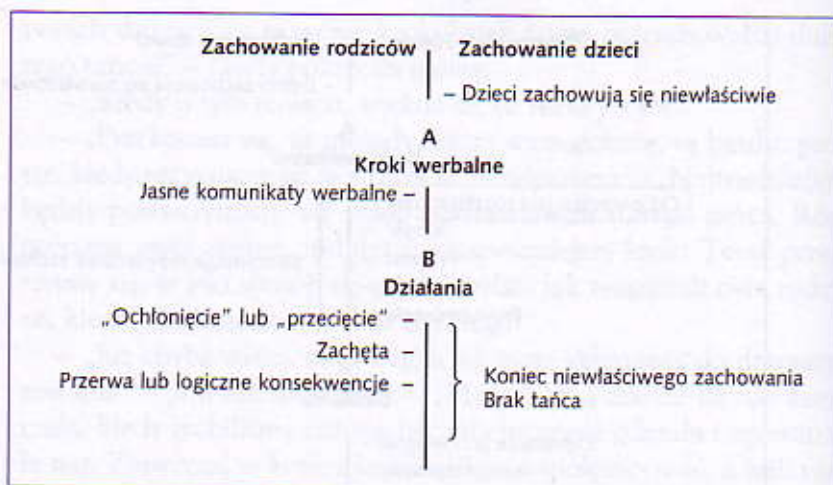 Zachowanie rodziców
Zachowanie dzieci
– Dzieci zachowują się niewłaściwie
A
Kroki werbalne
Jasne komunikaty werbalne –
B
Działania
„Ochłonięcie” lub „przecięcie” –
Zachęta –
Przerwa lub logiczne konsekwencje –
Koniec niewłaściwego zachowania
Brak tańca